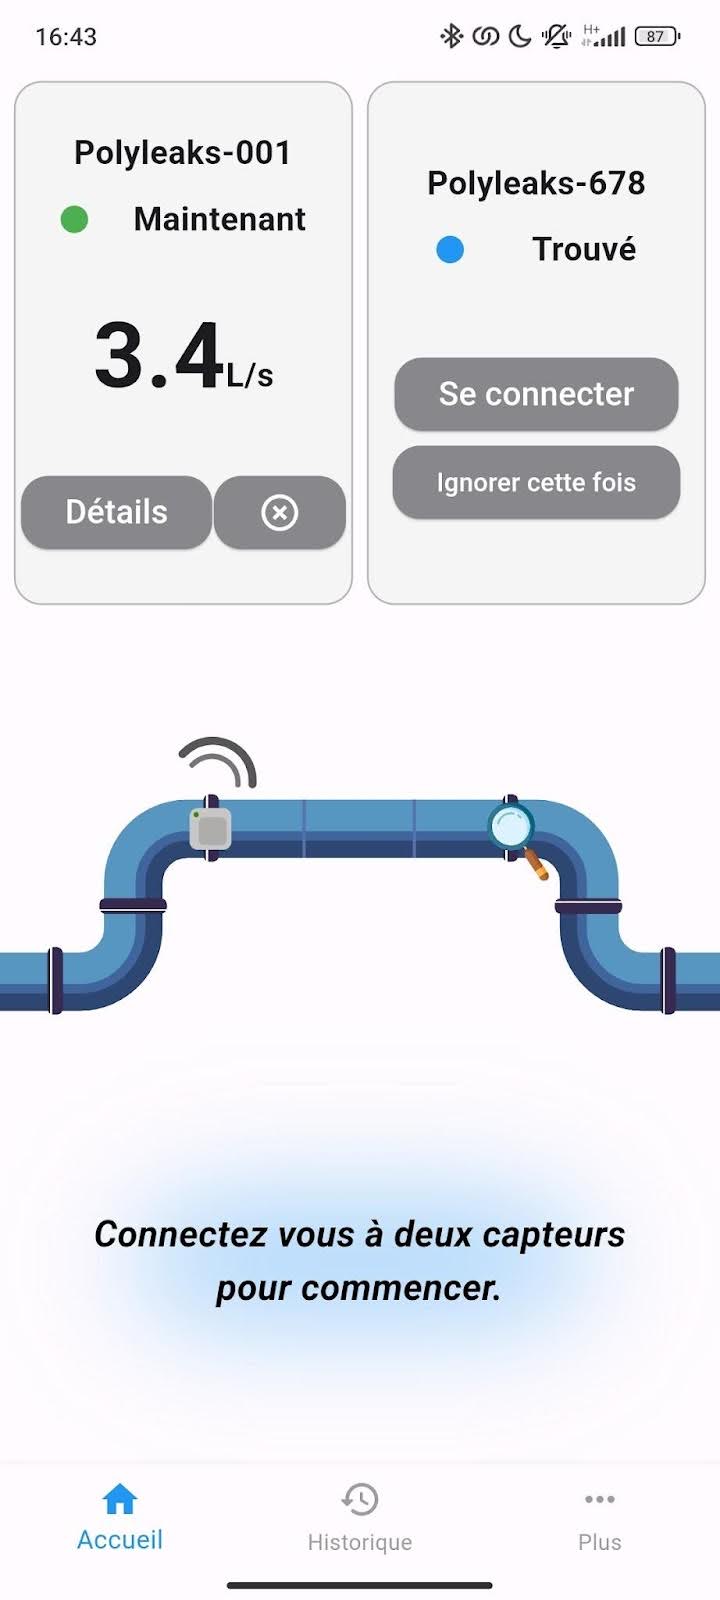 16:43
H+
87
Polyleaks-001
Maintenant
3.4L/s
Détails
Polyleaks-678
Trouvé
Se connecter
Ignorer cette fois
Connectez vous à deux capteurs
pour commencer.
Accueil
Historique
Plus